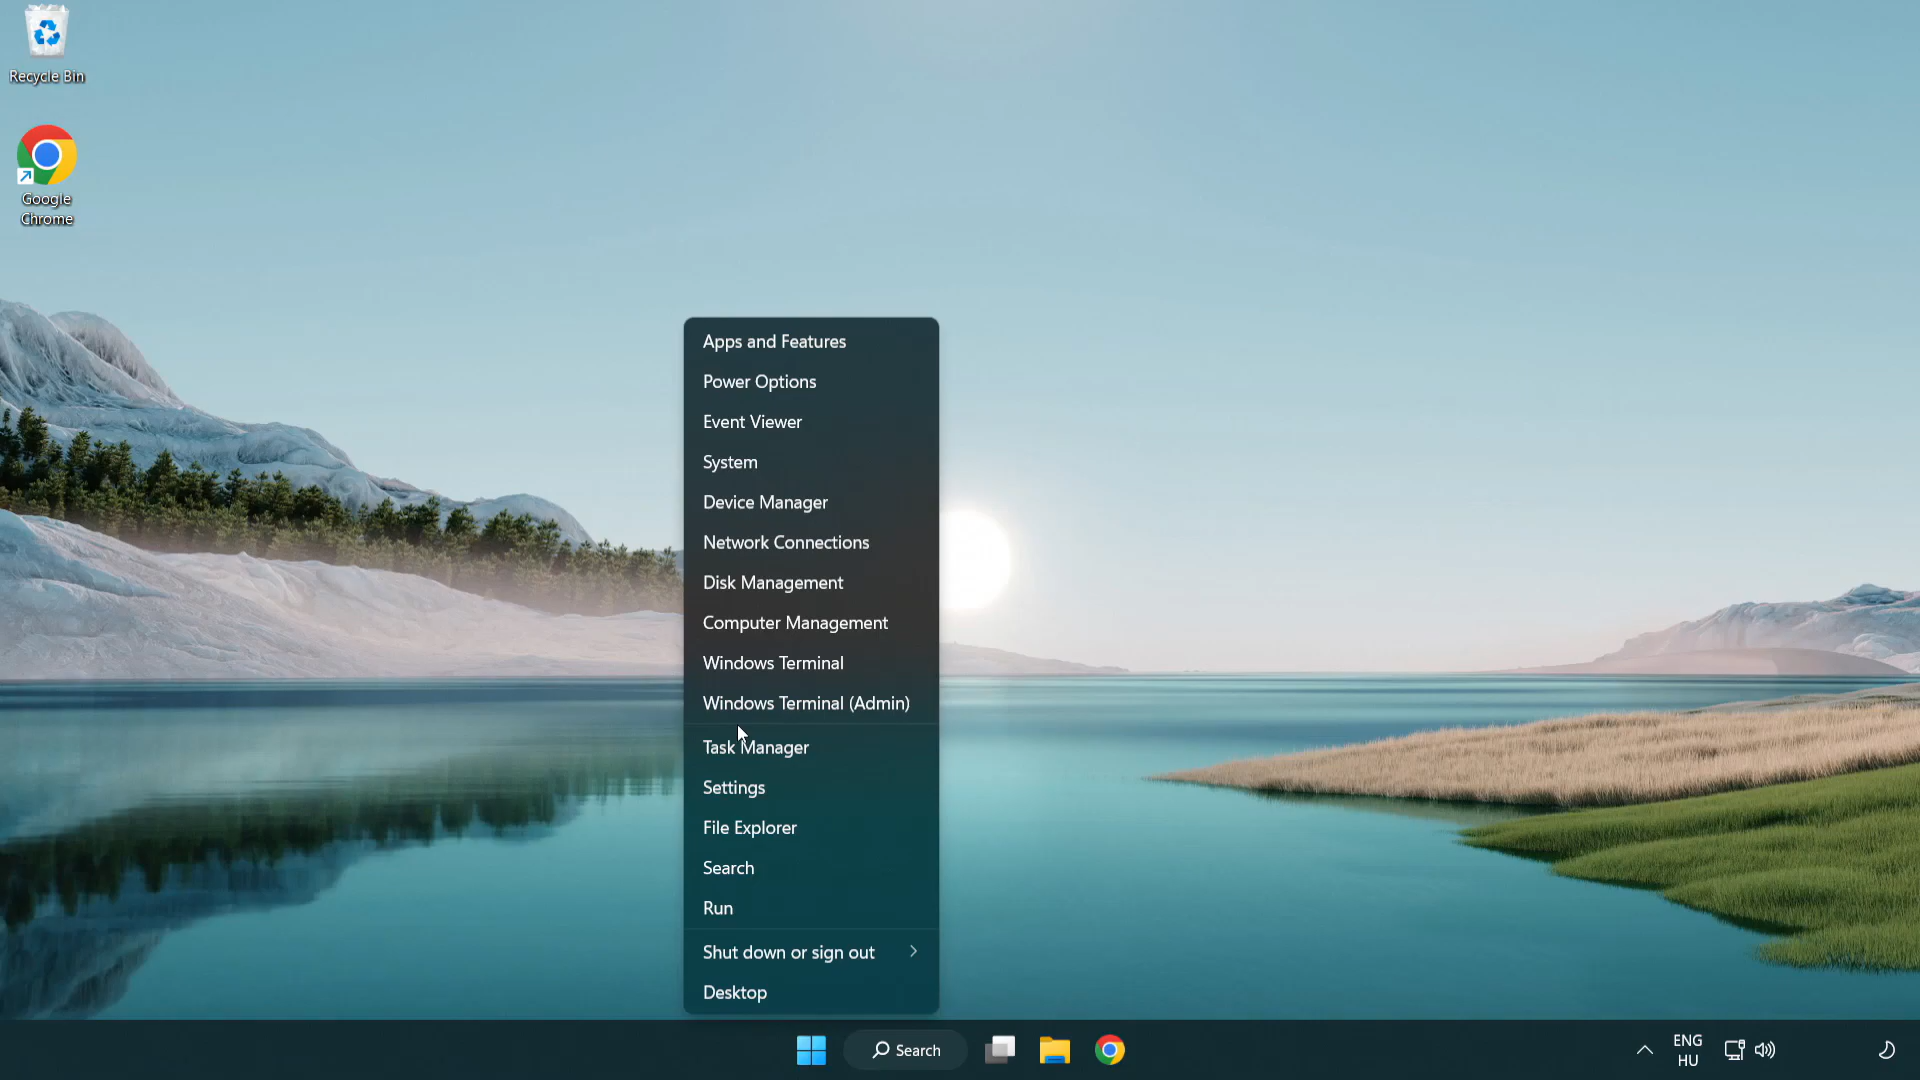 Recycle Bin
Google
Chrome
Apps and Features
Power Options
Event Viewer
System
Device Manager
Network Connections
Disk Management
Computer Management
Windows Terminal
Windows Terminal (Admin)
Task Manager
Settings
File Explorer
Search
Run
Shut down or sign out
Desktop
Search
ENG
HU